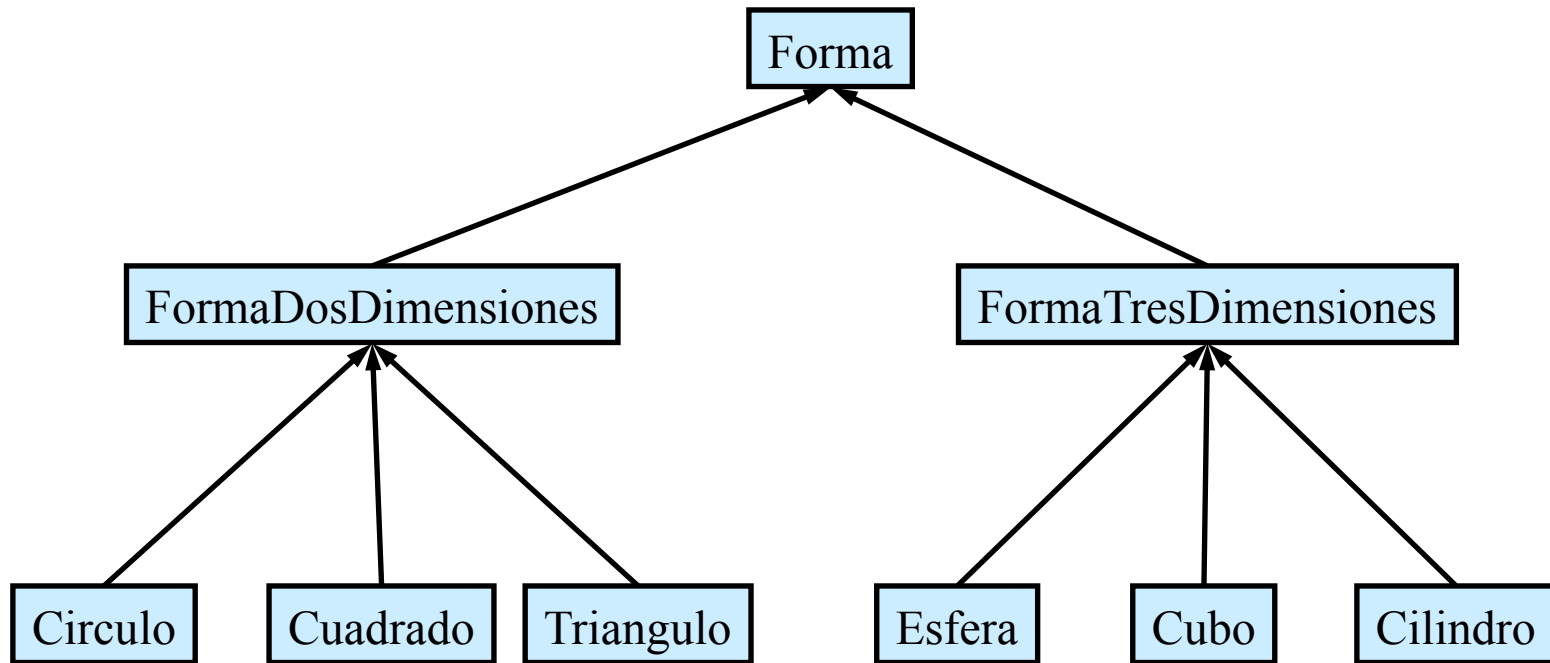 Forma
FormaDosDimensiones
FormaTresDimensiones
Circulo
Cuadrado
Triangulo
Esfera
Cubo
Cilindro